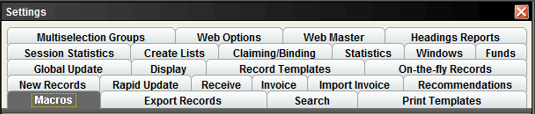 Settings
Multiselection Groups Web Options Web Master Headings Reports
Session Statistics Create Lists Claiming/Binding Statistics Windows Funds
Global Update Display Record Templates On-the-fly Records
New Records Rapid Update Receive Invoice Import Invoice Recommendations
Macros Export Records Search Print Templates